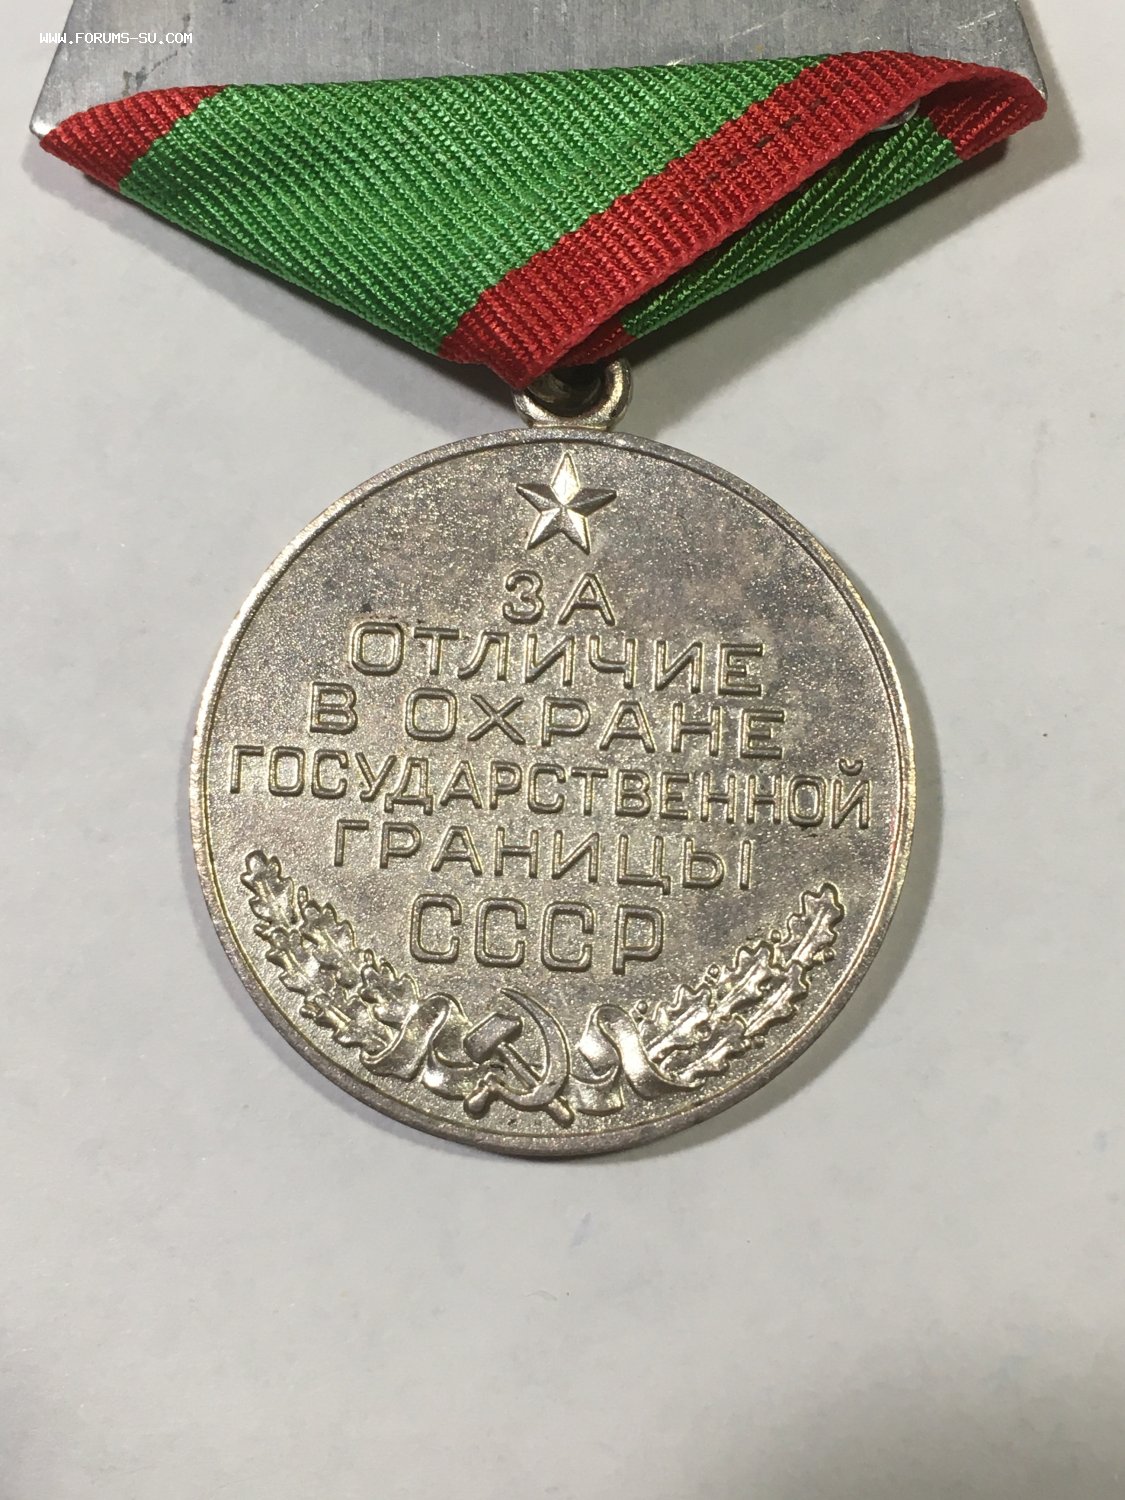 WWW.FORUMS-SU.COM
ЗА
ОТЛИЧИЕ
В ОХРАНЕ
ГОСУДАРСТВЕННОЙ
ГРАНИЦЫ
СССР